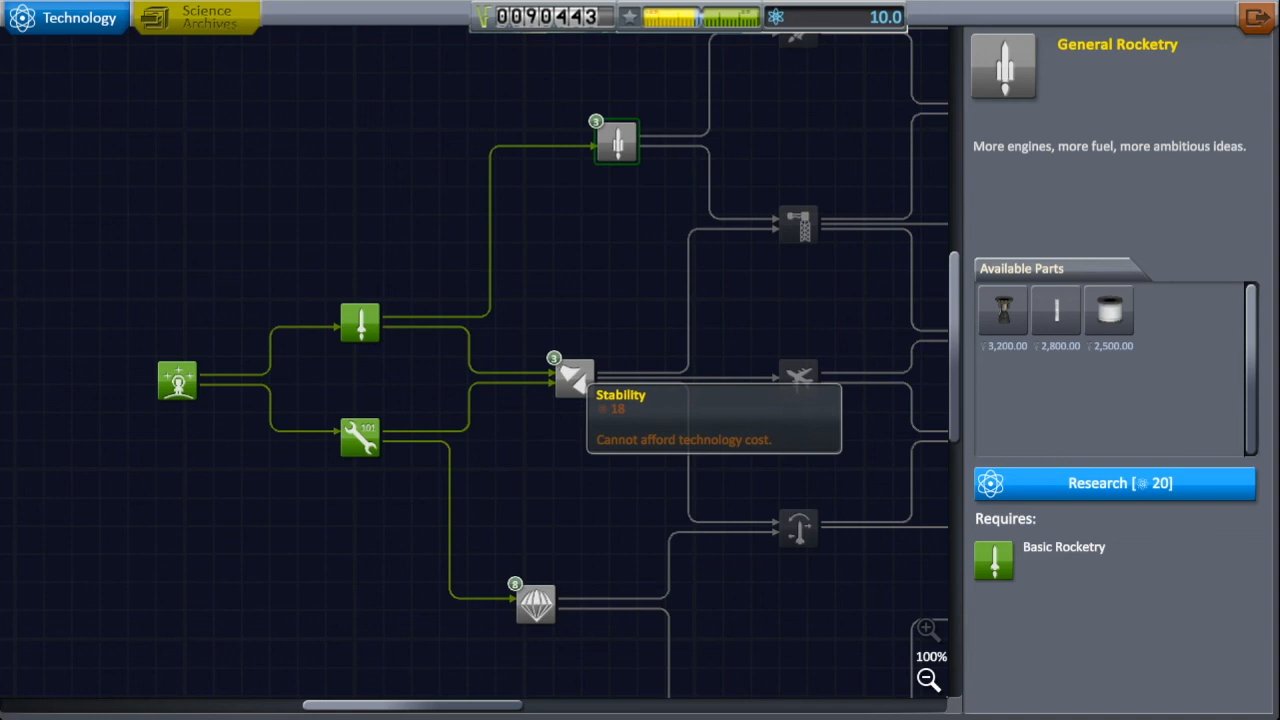 Technology
Science
Archives
0090443
10.0
General Rocketry
More engines, more fuel, more ambitious ideas.
Available Parts
3,200.00
2,800.00
2,500.00
3
3
Stability
18
Cannot afford technology cost.
101
8
Research [20]
Requires:
Basic Rocketry
100%